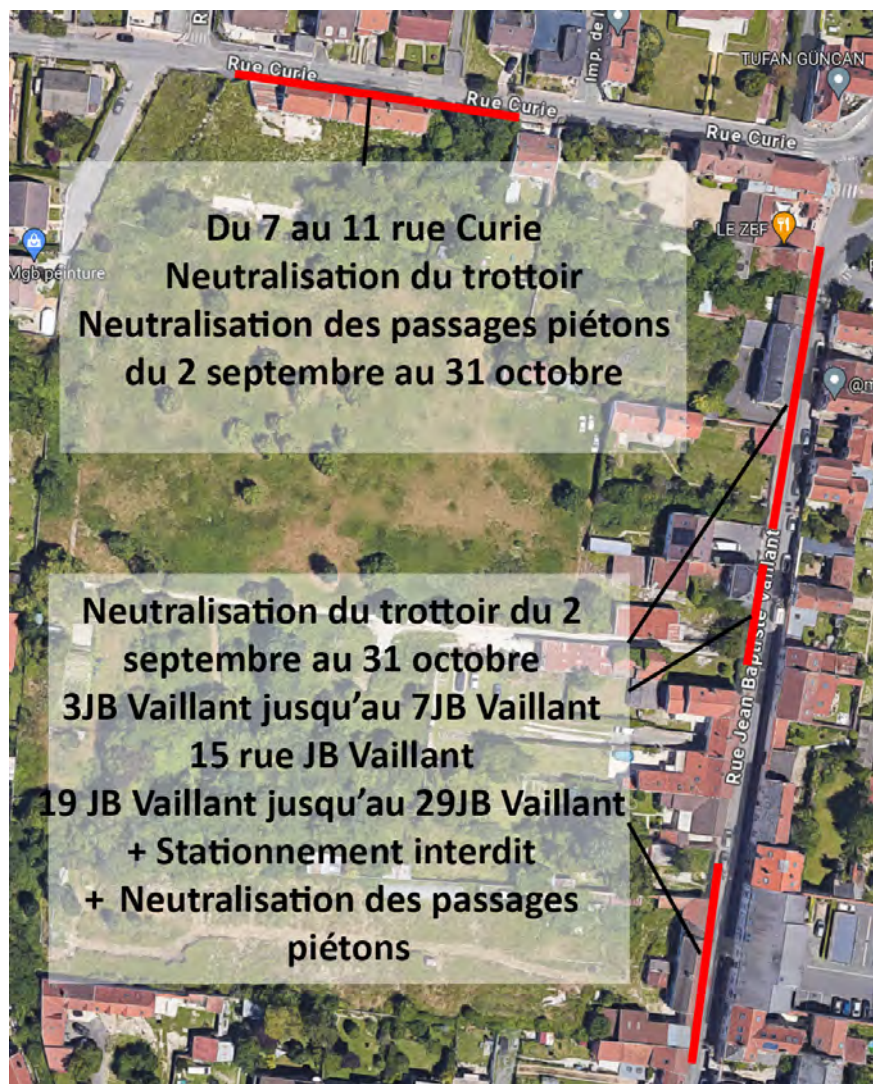 R
Rue Curie
Imp. de l
TUFAN GÜNCAN
Rue Curie
Rue Curie
Du 7 au 11 rue Curie
LE ZEF
Neutralisation du trottoir
Mgb peinture
Neutralisation des passages piétons
du 2 septembre au 31 octobre
@m
Neutralisation du trottoir du 2
septembre au 31 octobre
3JB Vaillant jusqu’au 7JB Vaillant
15 rue JB Vaillant
19 JB Vaillant jusqu’au 29JB Vaillant
+ Stationnement interdit
+ Neutralisation des passages
piétons
Rue Jean Baptiste Vaillant